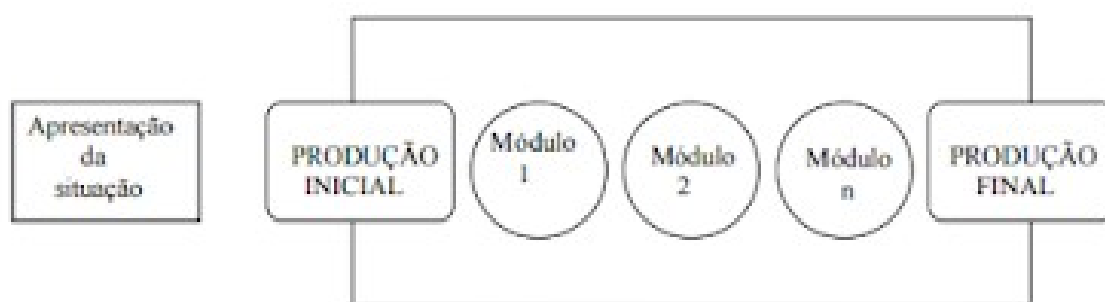 Apresentação
da
situação
PRODUÇÃO
INICIAL
Módulo
1
Módulo
2
Módulo
n
PRODUÇÃO
FINAL